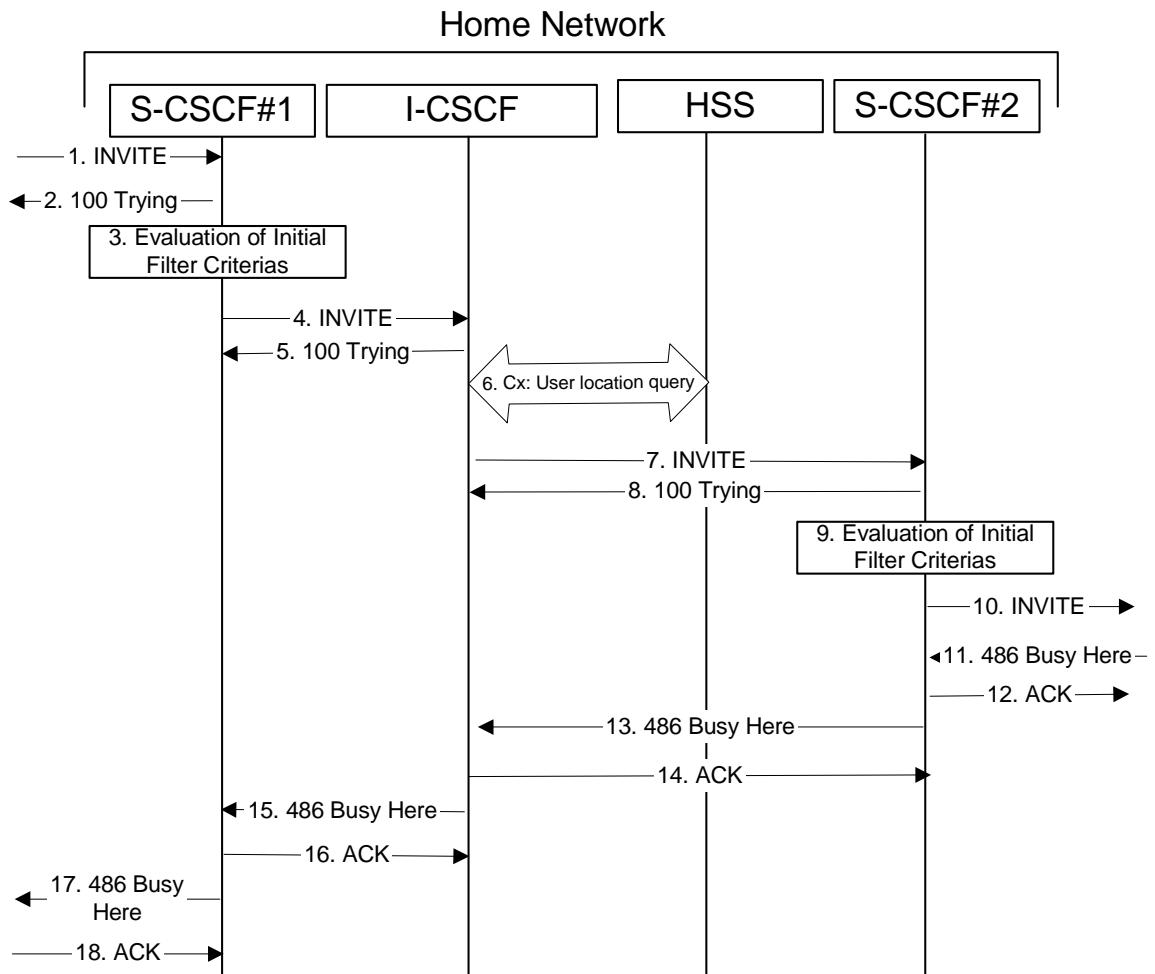 Home Network
S-CSCF#1
I-CSCF
HSS
S-CSCF#2
1. INVITE
2. 100 Trying
3. Evaluation of Initial
Filter Criterias
4. INVITE
5. 100 Trying
6. Cx: User location query
7. INVITE
8. 100 Trying
9. Evaluation of Initial
Filter Criterias
10. INVITE
11. 486 Busy Here
12. ACK
13. 486 Busy Here
14. ACK
15. 486 Busy Here
16. ACK
17. 486 Busy
Here
18. ACK